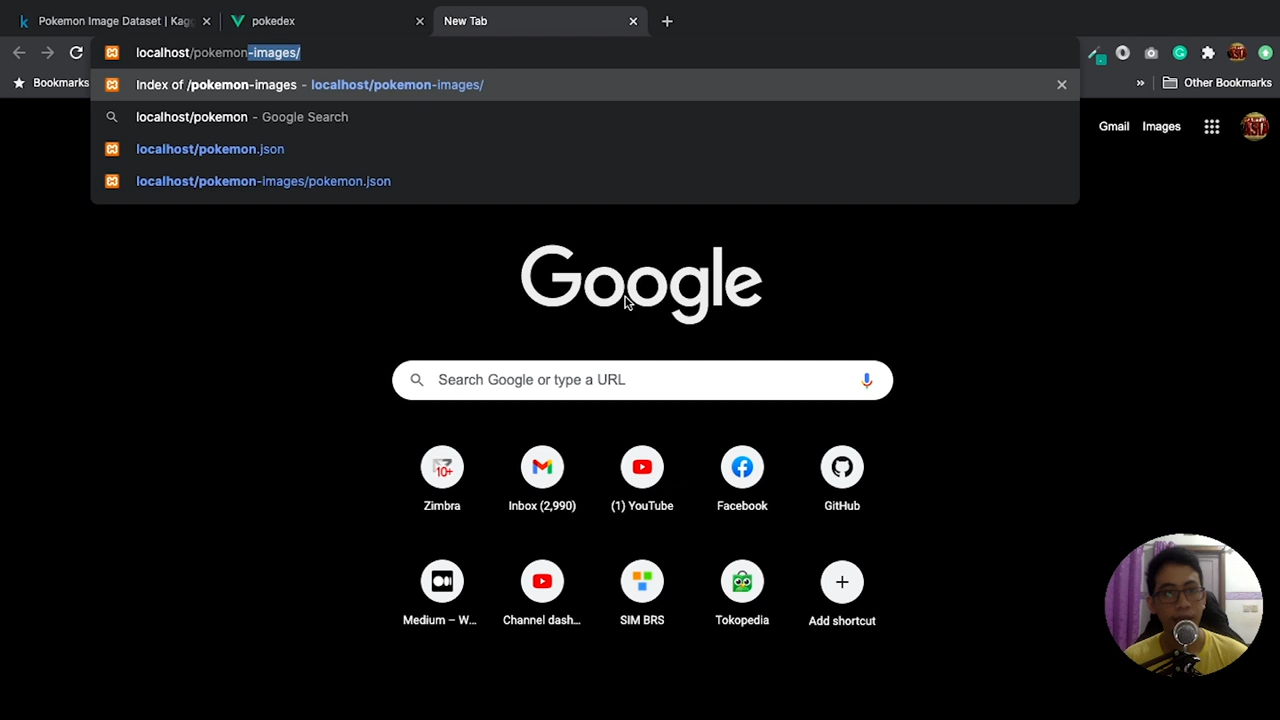 Pokemon Image Dataset | Kagg
pokedex
New Tab
localhost/pokemon-images/
Bookmarks
Other Bookmarks
Index of /pokemon-images - localhost/pokemon-images/
localhost/pokemon - Google Search
localhost/pokemon.json
localhost/pokemon-images/pokemon.json
Gmail Images
Google
Search Google or type a URL
10+
Zimbra
Inbox (2,990)
(1) YouTube
Facebook
GitHub
Medium – W...
Channel dash...
SIM BRS
Tokopedia
Add shortcut